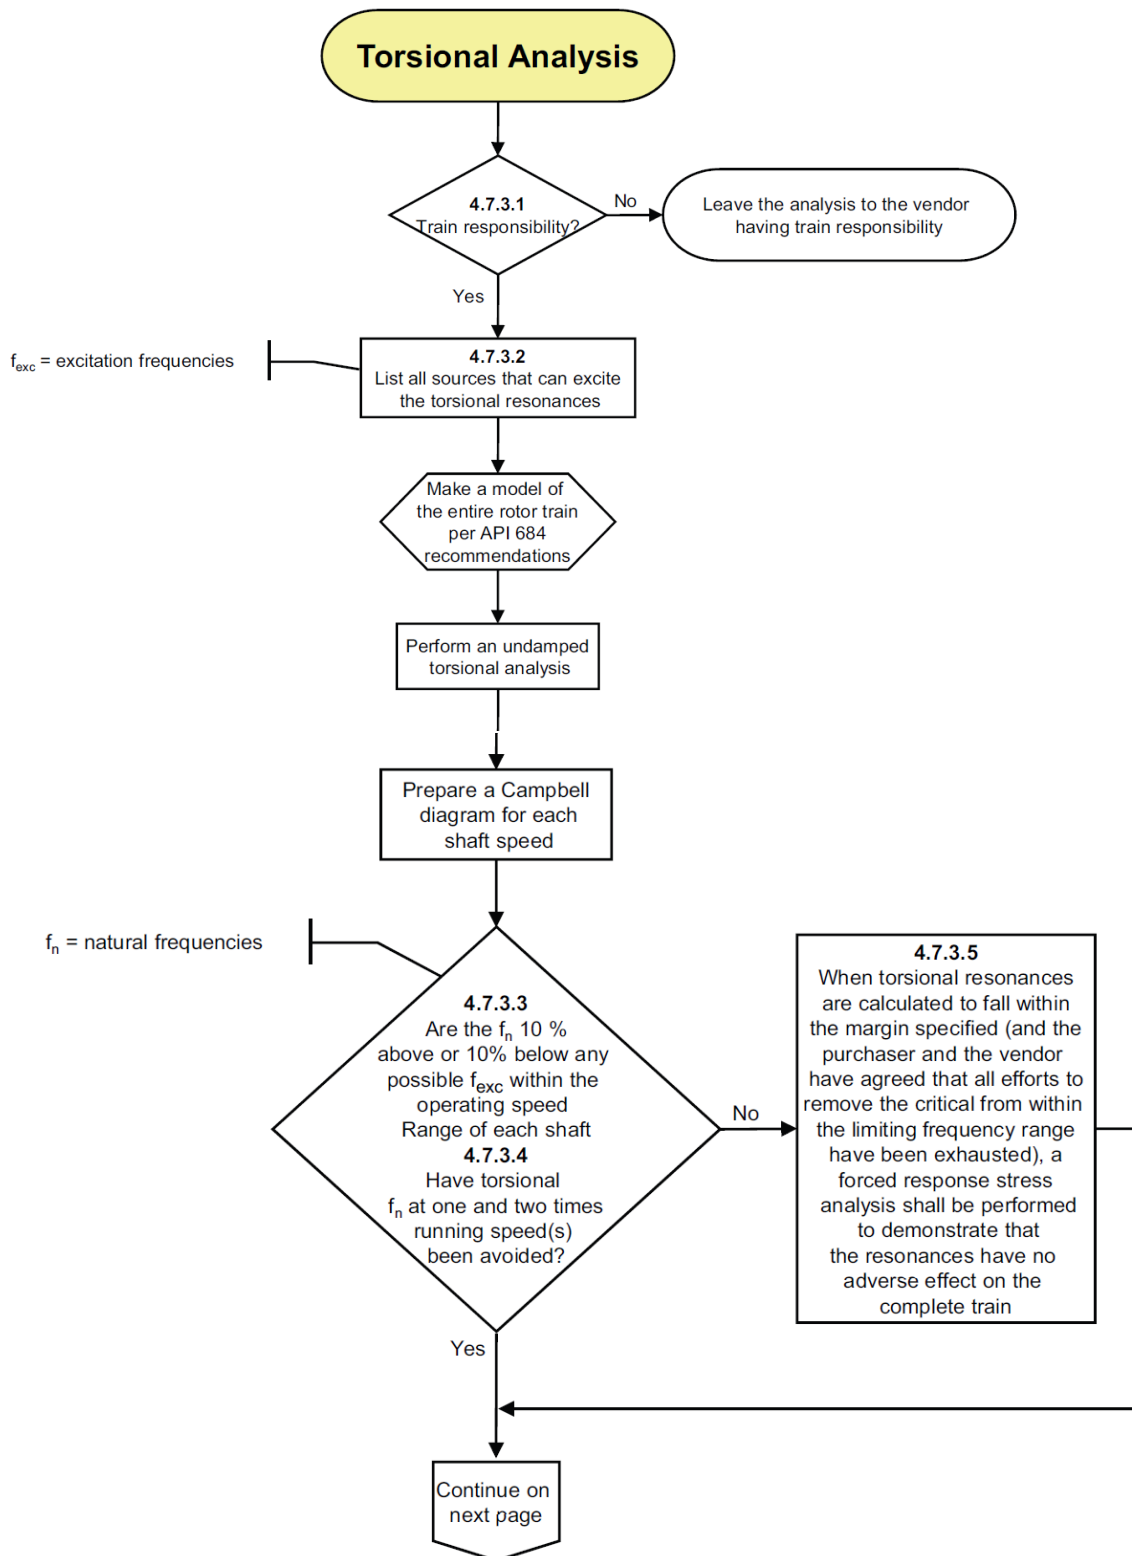 Torsional Analysis
4.7.3.1
Train responsibility?
No
Leave the analysis to the vendor
having train responsibility
Yes
f_exc = excitation frequencies
4.7.3.2
List all sources that can excite
the torsional resonances
Make a model of
the entire rotor train
per API 684
recommendations
Perform an undamped
torsional analysis
Prepare a Campbell
diagram for each
shaft speed
f_n = natural frequencies
4.7.3.3
Are the f_n 10 %
above or 10% below any
possible f_exc within the
operating speed
Range of each shaft
4.7.3.4
Have torsional
f_n at one and two times
running speed(s)
been avoided?
No
4.7.3.5
When torsional resonances
are calculated to fall within
the margin specified (and the
purchaser and the vendor
have agreed that all efforts to
remove the critical from within
the limiting frequency range
have been exhausted), a
forced response stress
analysis shall be performed
to demonstrate that
the resonances have no
adverse effect on the
complete train
Yes
Continue on
next page